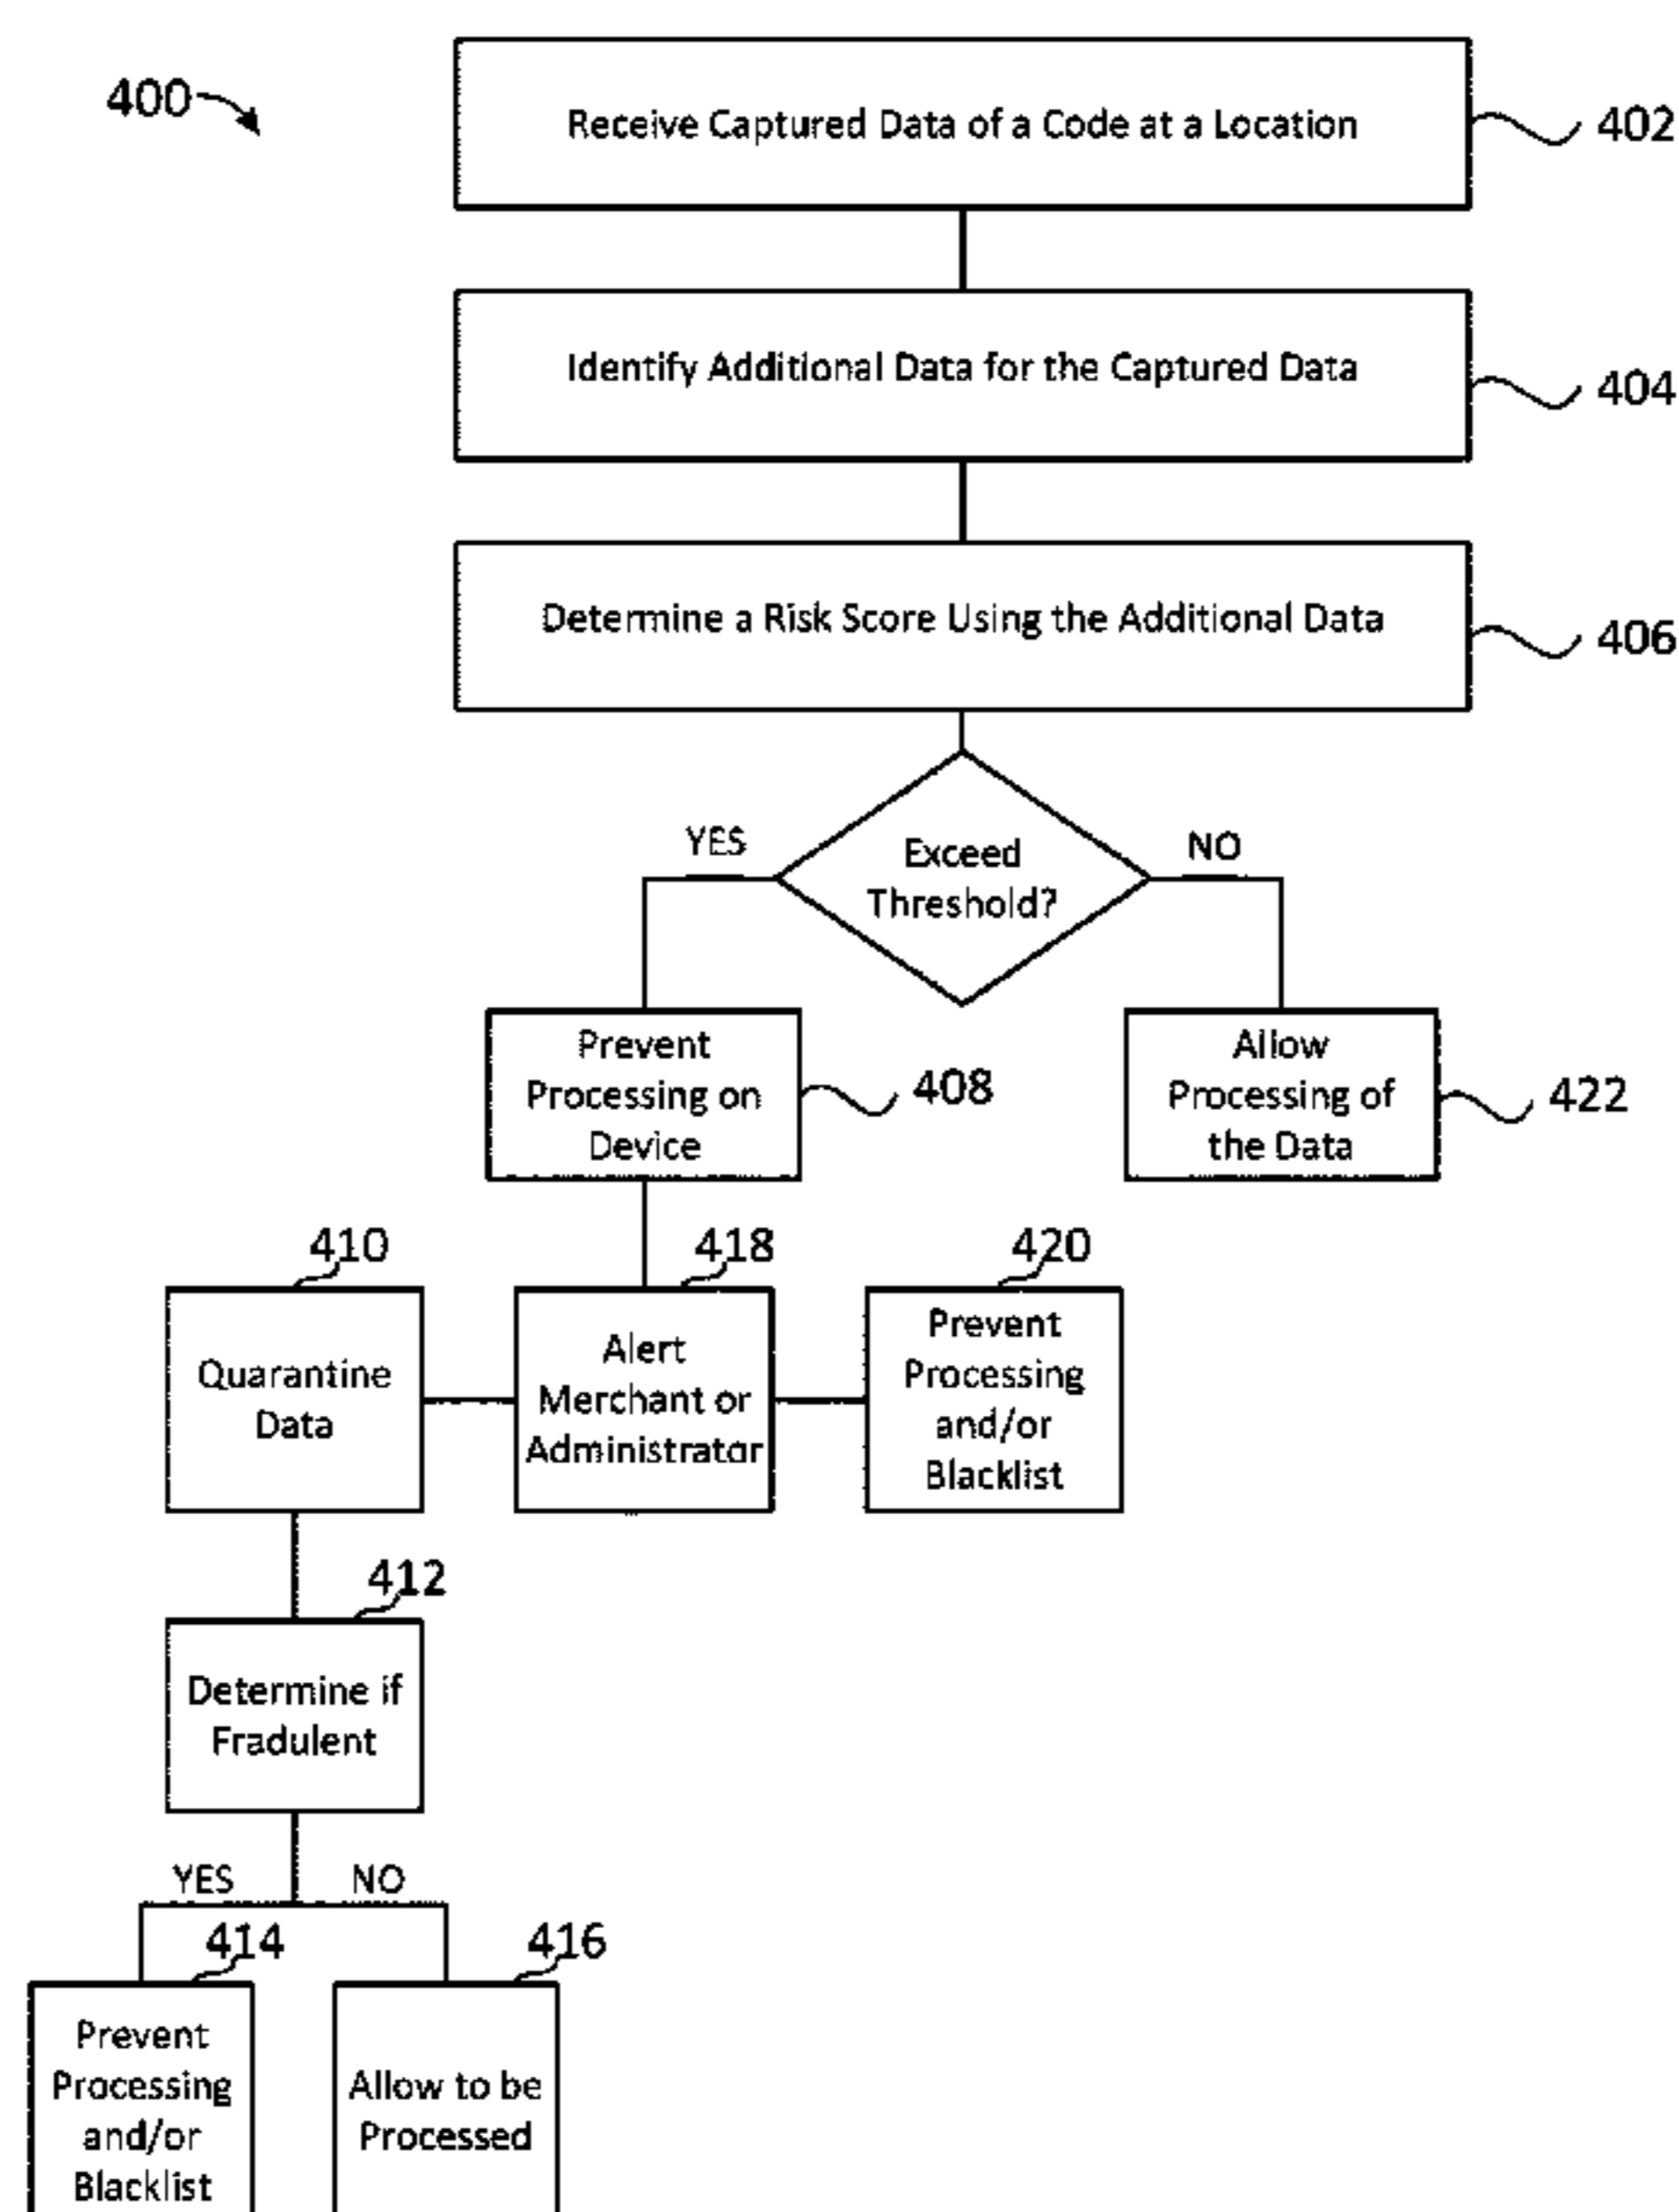 400
Receive Captured Data of a Code at a Location
402
Identify Additional Data for the Captured Data
404
Determine a Risk Score Using the Additional Data
406
YES
Exceed
Threshold?
NO
Prevent
Processing on
Device
408
Allow
Processing of
the Data
422
410
Quarantine
Data
418
Alert
Merchant or
Administrator
420
Prevent
Processing
and/or
Blacklist
412
Determine if
Fradulent
YES
NO
414
Prevent
Processing
and/or
Blacklist
416
Allow to be
Processed